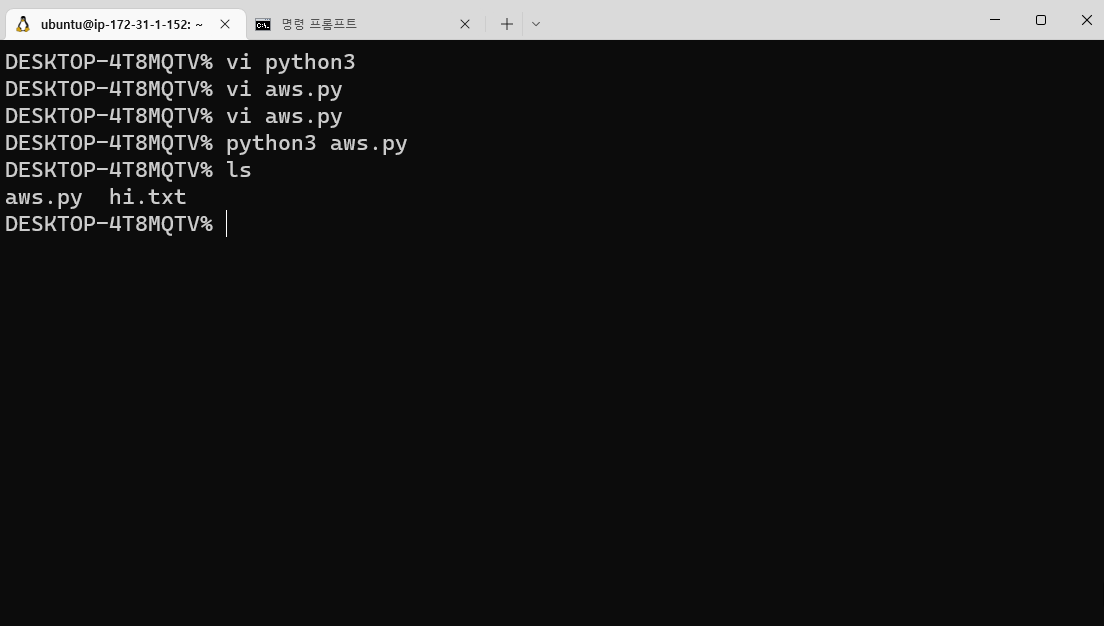 ubuntu@ip-172-31-1-152: ~
명령 프롬프트
DESKTOP-4T8MQTV% vi python3
DESKTOP-4T8MQTV% vi aws.py
DESKTOP-4T8MQTV% vi aws.py
DESKTOP-4T8MQTV% python3 aws.py
DESKTOP-4T8MQTV% ls
aws.py  hi.txt
DESKTOP-4T8MQTV%